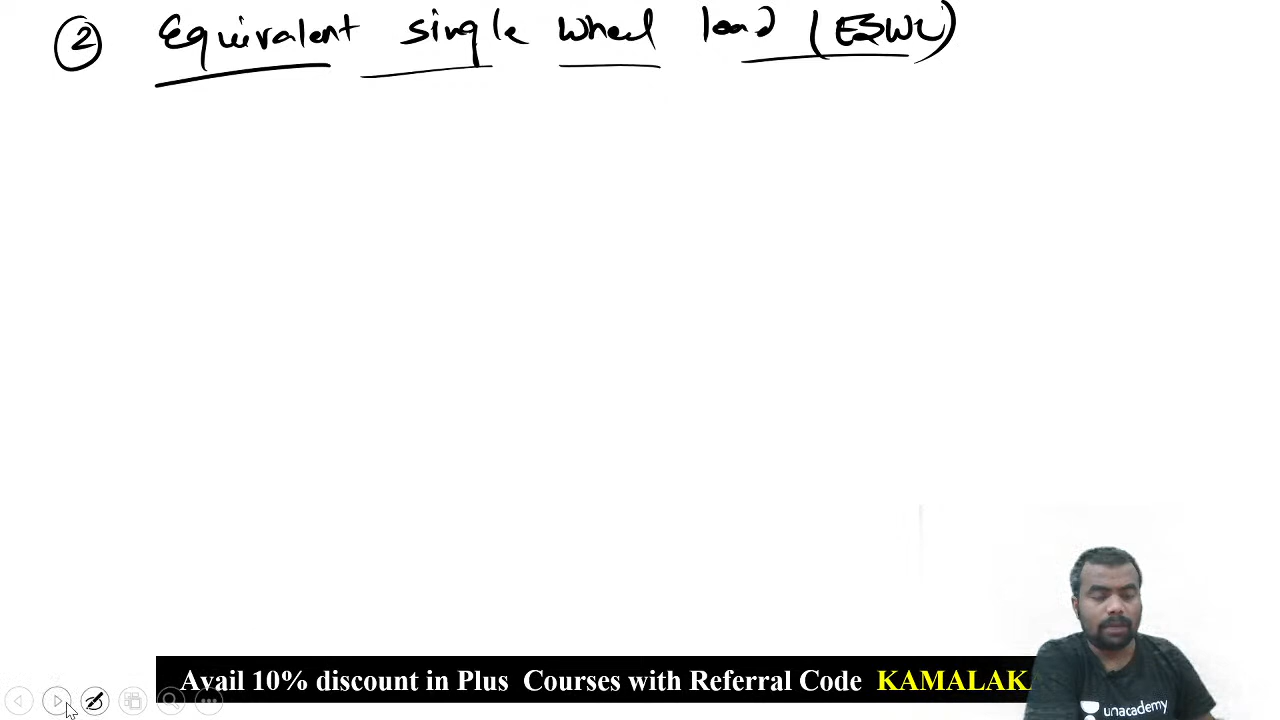 2 Equivalent single wheel load (ESWL)
Avail 10% discount in Plus Courses with Referral Code KAMALAK
unacademy